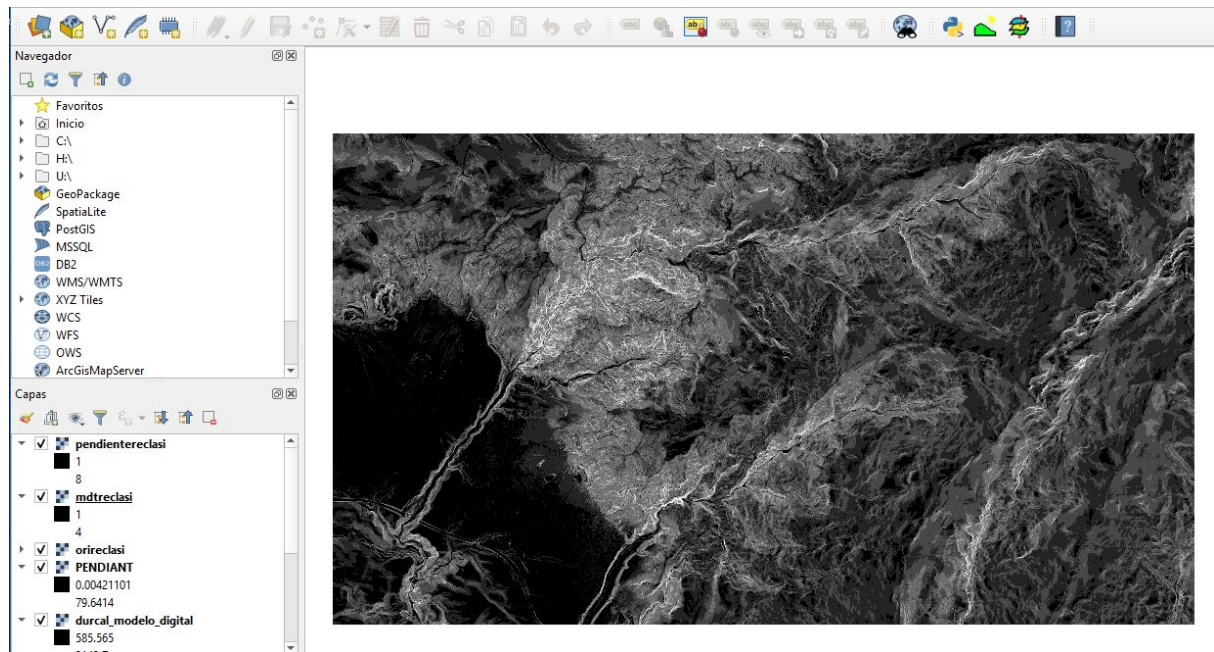 Navegador
Favoritos
Inicio
C:\
H:\
U:\
GeoPackage
SpatiaLite
PostGIS
MSSQL
DB2
WMS/WMTS
XYZ Tiles
WCS
WFS
OWS
ArcGisMapServer
Capas
pendientereclasi
1
8
mdtreclasi
1
4
orireclasi
PENDIANT
0.00421101
79.6414
durcal_modelo_digital
585.565